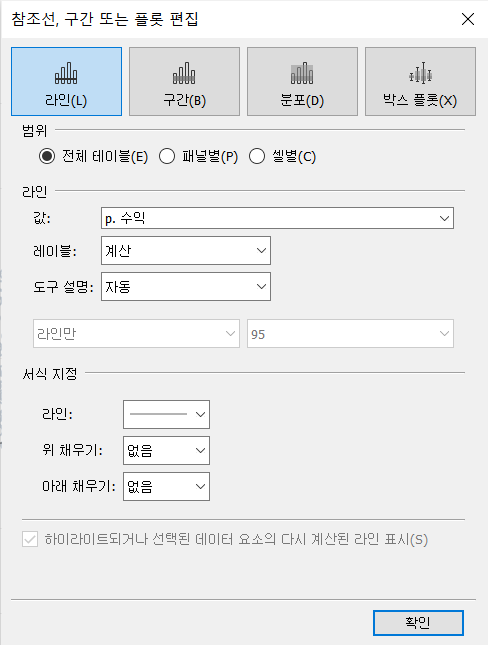 참조선, 구간 또는 플롯 편집
라인(L) 구간(B) 분포(D) 박스 플롯(X)
범위
전체 테이블(E) 패널별(P) 셀별(C)
라인
값: p. 수익
레이블: 계산
도구 설명: 자동
라인만 95
서식 지정
라인:
위 채우기: 없음
아래 채우기: 없음
하이라이트되거나 선택된 데이터 요소의 다시 계산된 라인 표시(S)
확인